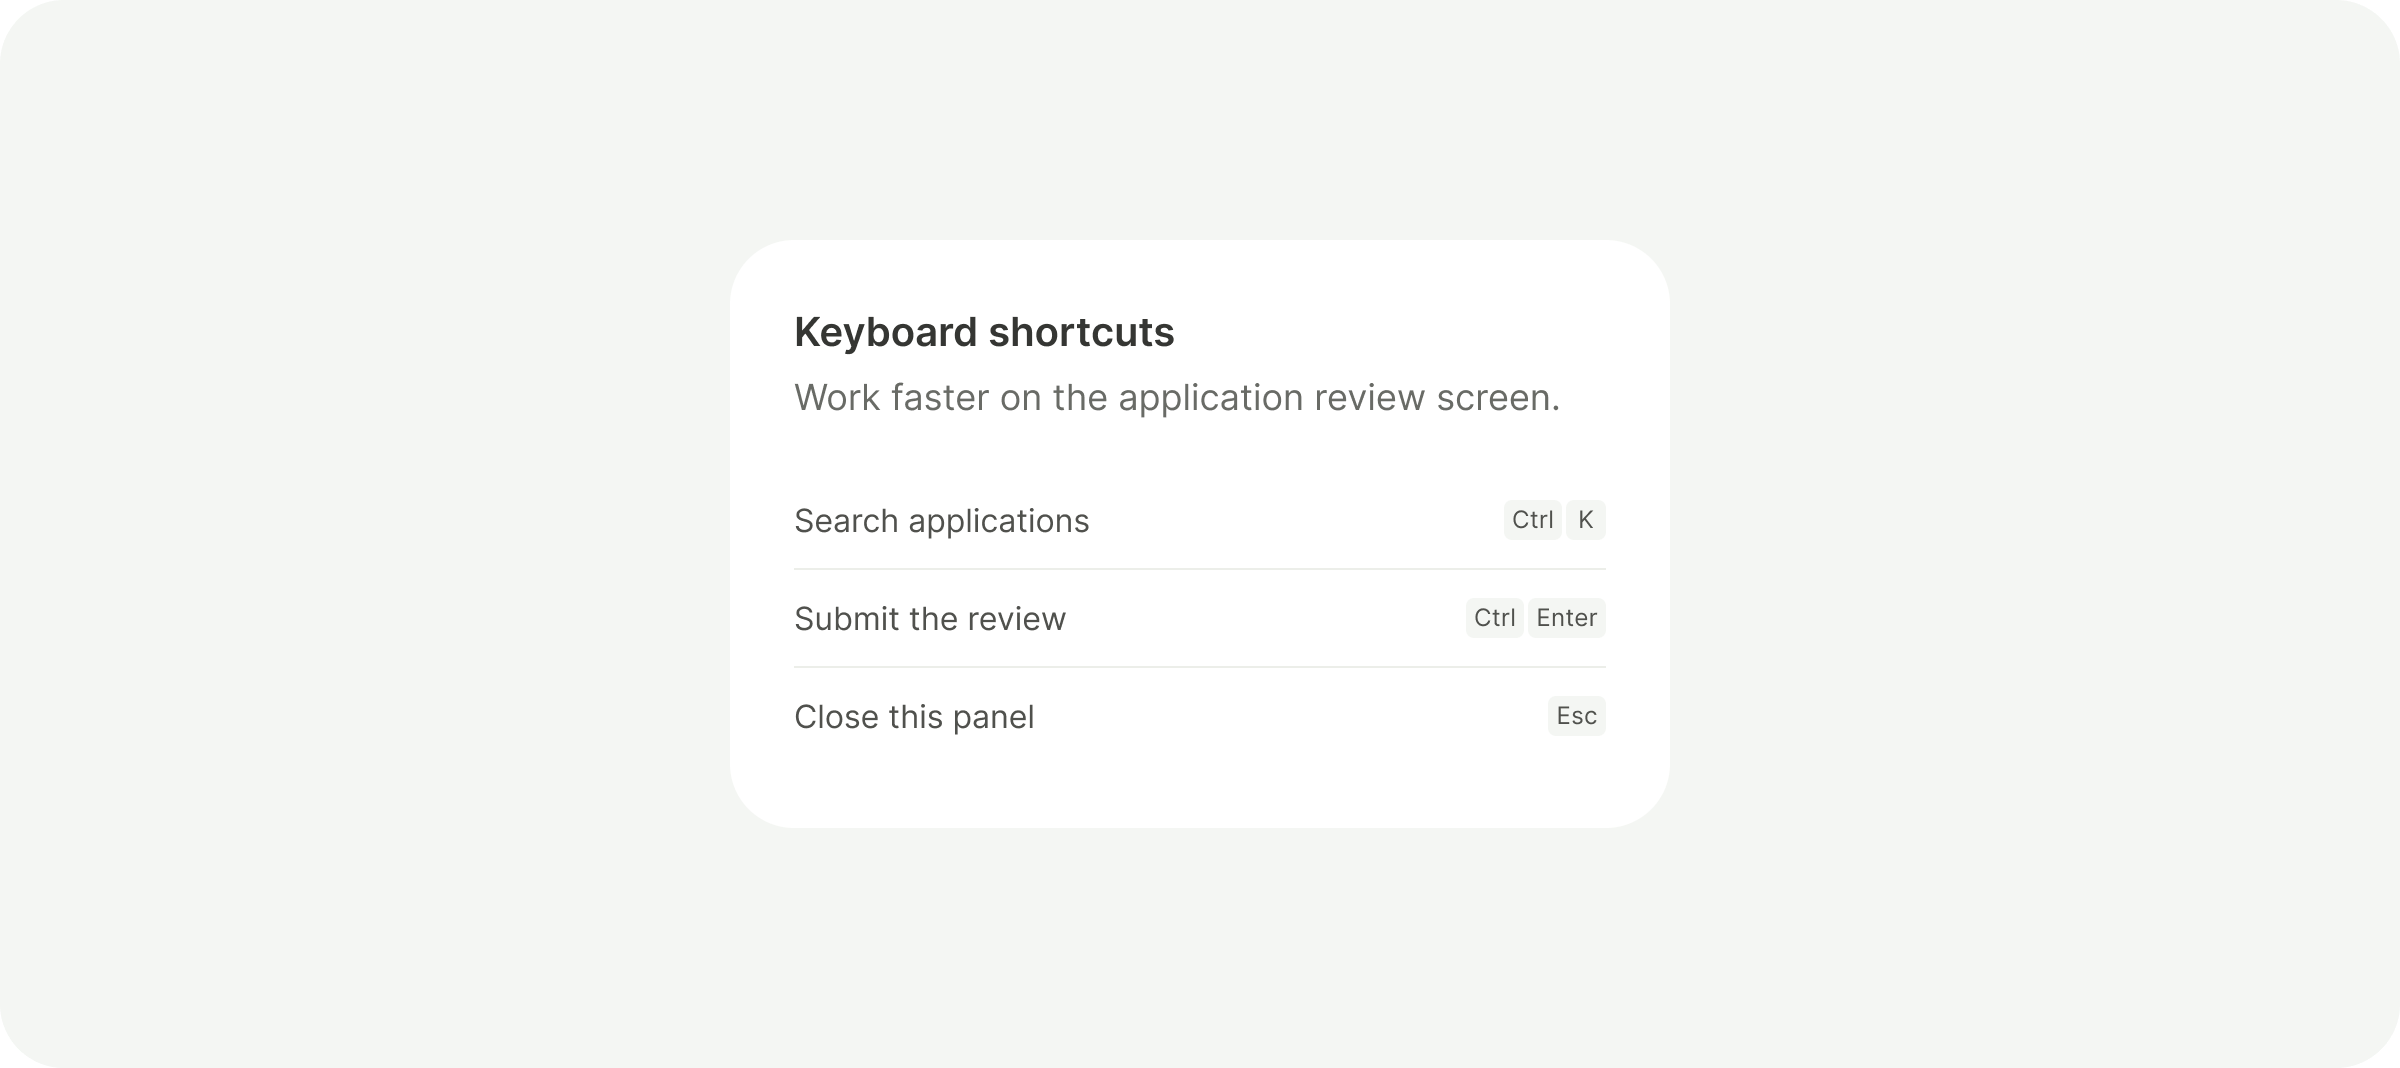 Keyboard shortcuts
Work faster on the application review screen.
Search applications Ctrl K
Submit the review Ctrl Enter
Close this panel Esc